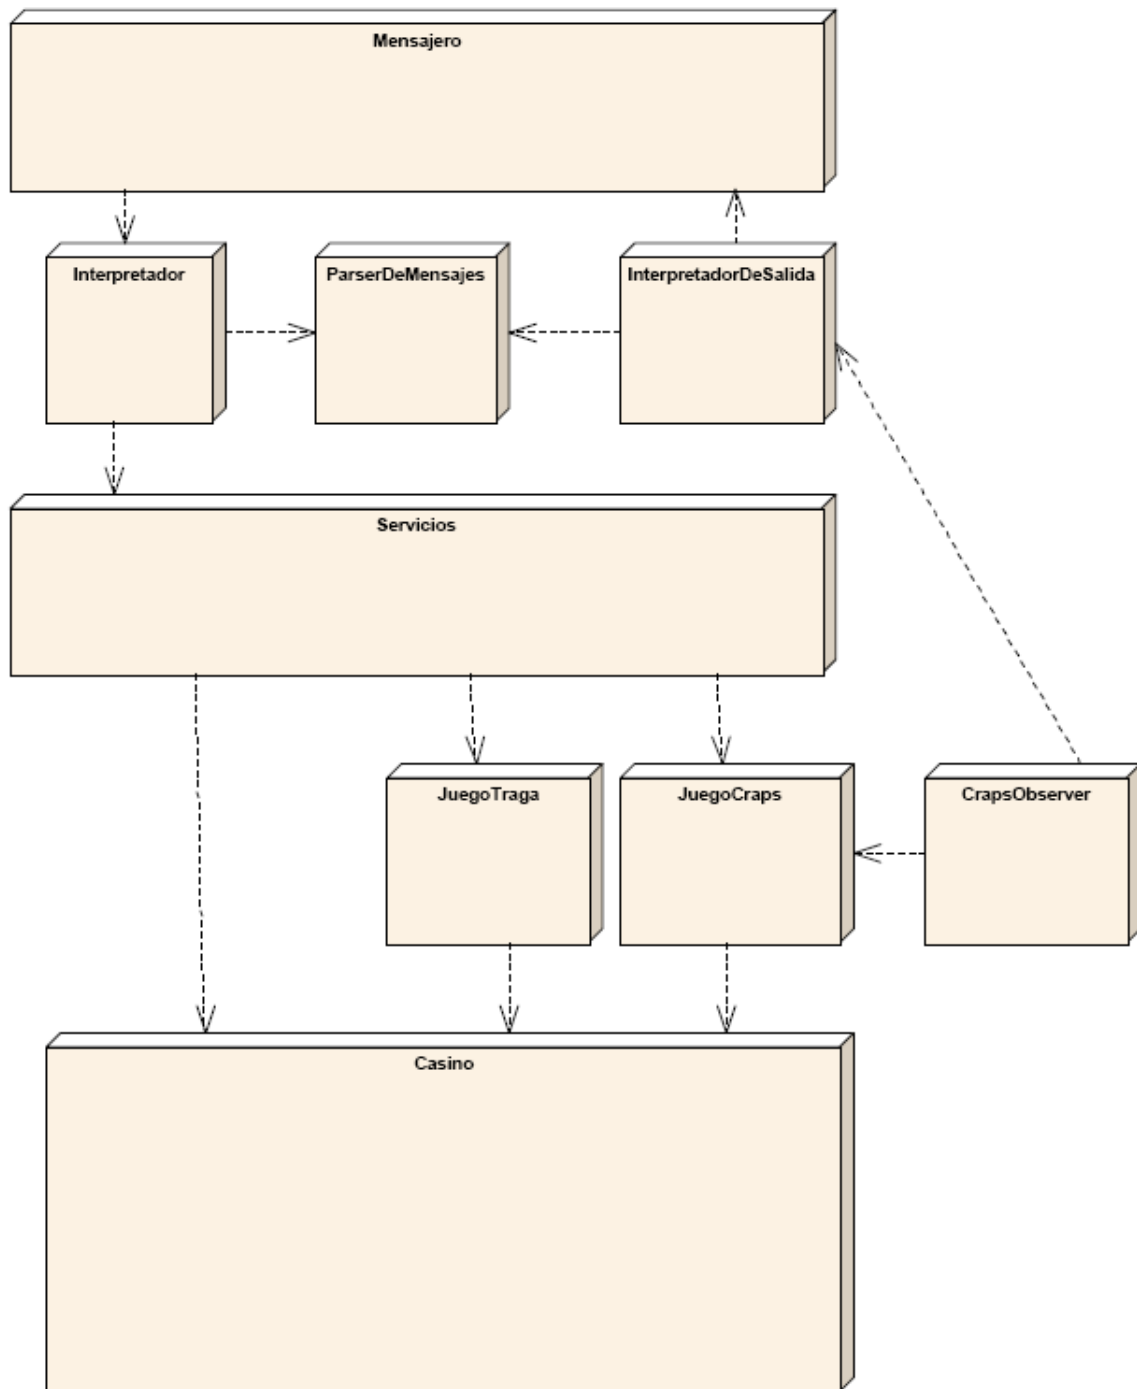 Mensajero
Interpretador
ParserDeMensajes
InterpretadorDeSalida
Servicios
JuegoTraga
JuegoCraps
CrapsObserver
Casino